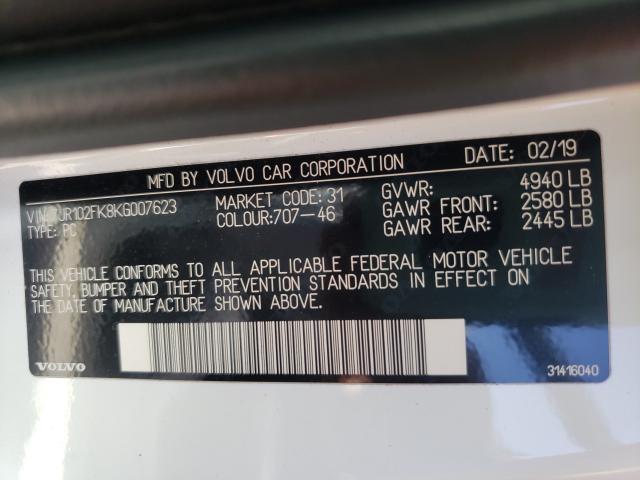 MFD BY VOLVO CAR CORPORATION DATE: 02/19
VIN: 7JR102FK8KG007623 MARKET CODE: 31 GVWR: 4940 LB
TYPE: PC COLOUR:707-46 GAWR FRONT: 2580 LB
GAWR REAR: 2445 LB
THIS VEHICLE CONFORMS TO ALL APPLICABLE FEDERAL MOTOR VEHICLE
SAFETY, BUMPER AND THEFT PREVENTION STANDARDS IN EFFECT ON
THE DATE OF MANUFACTURE SHOWN ABOVE.
VOLVO 31416040